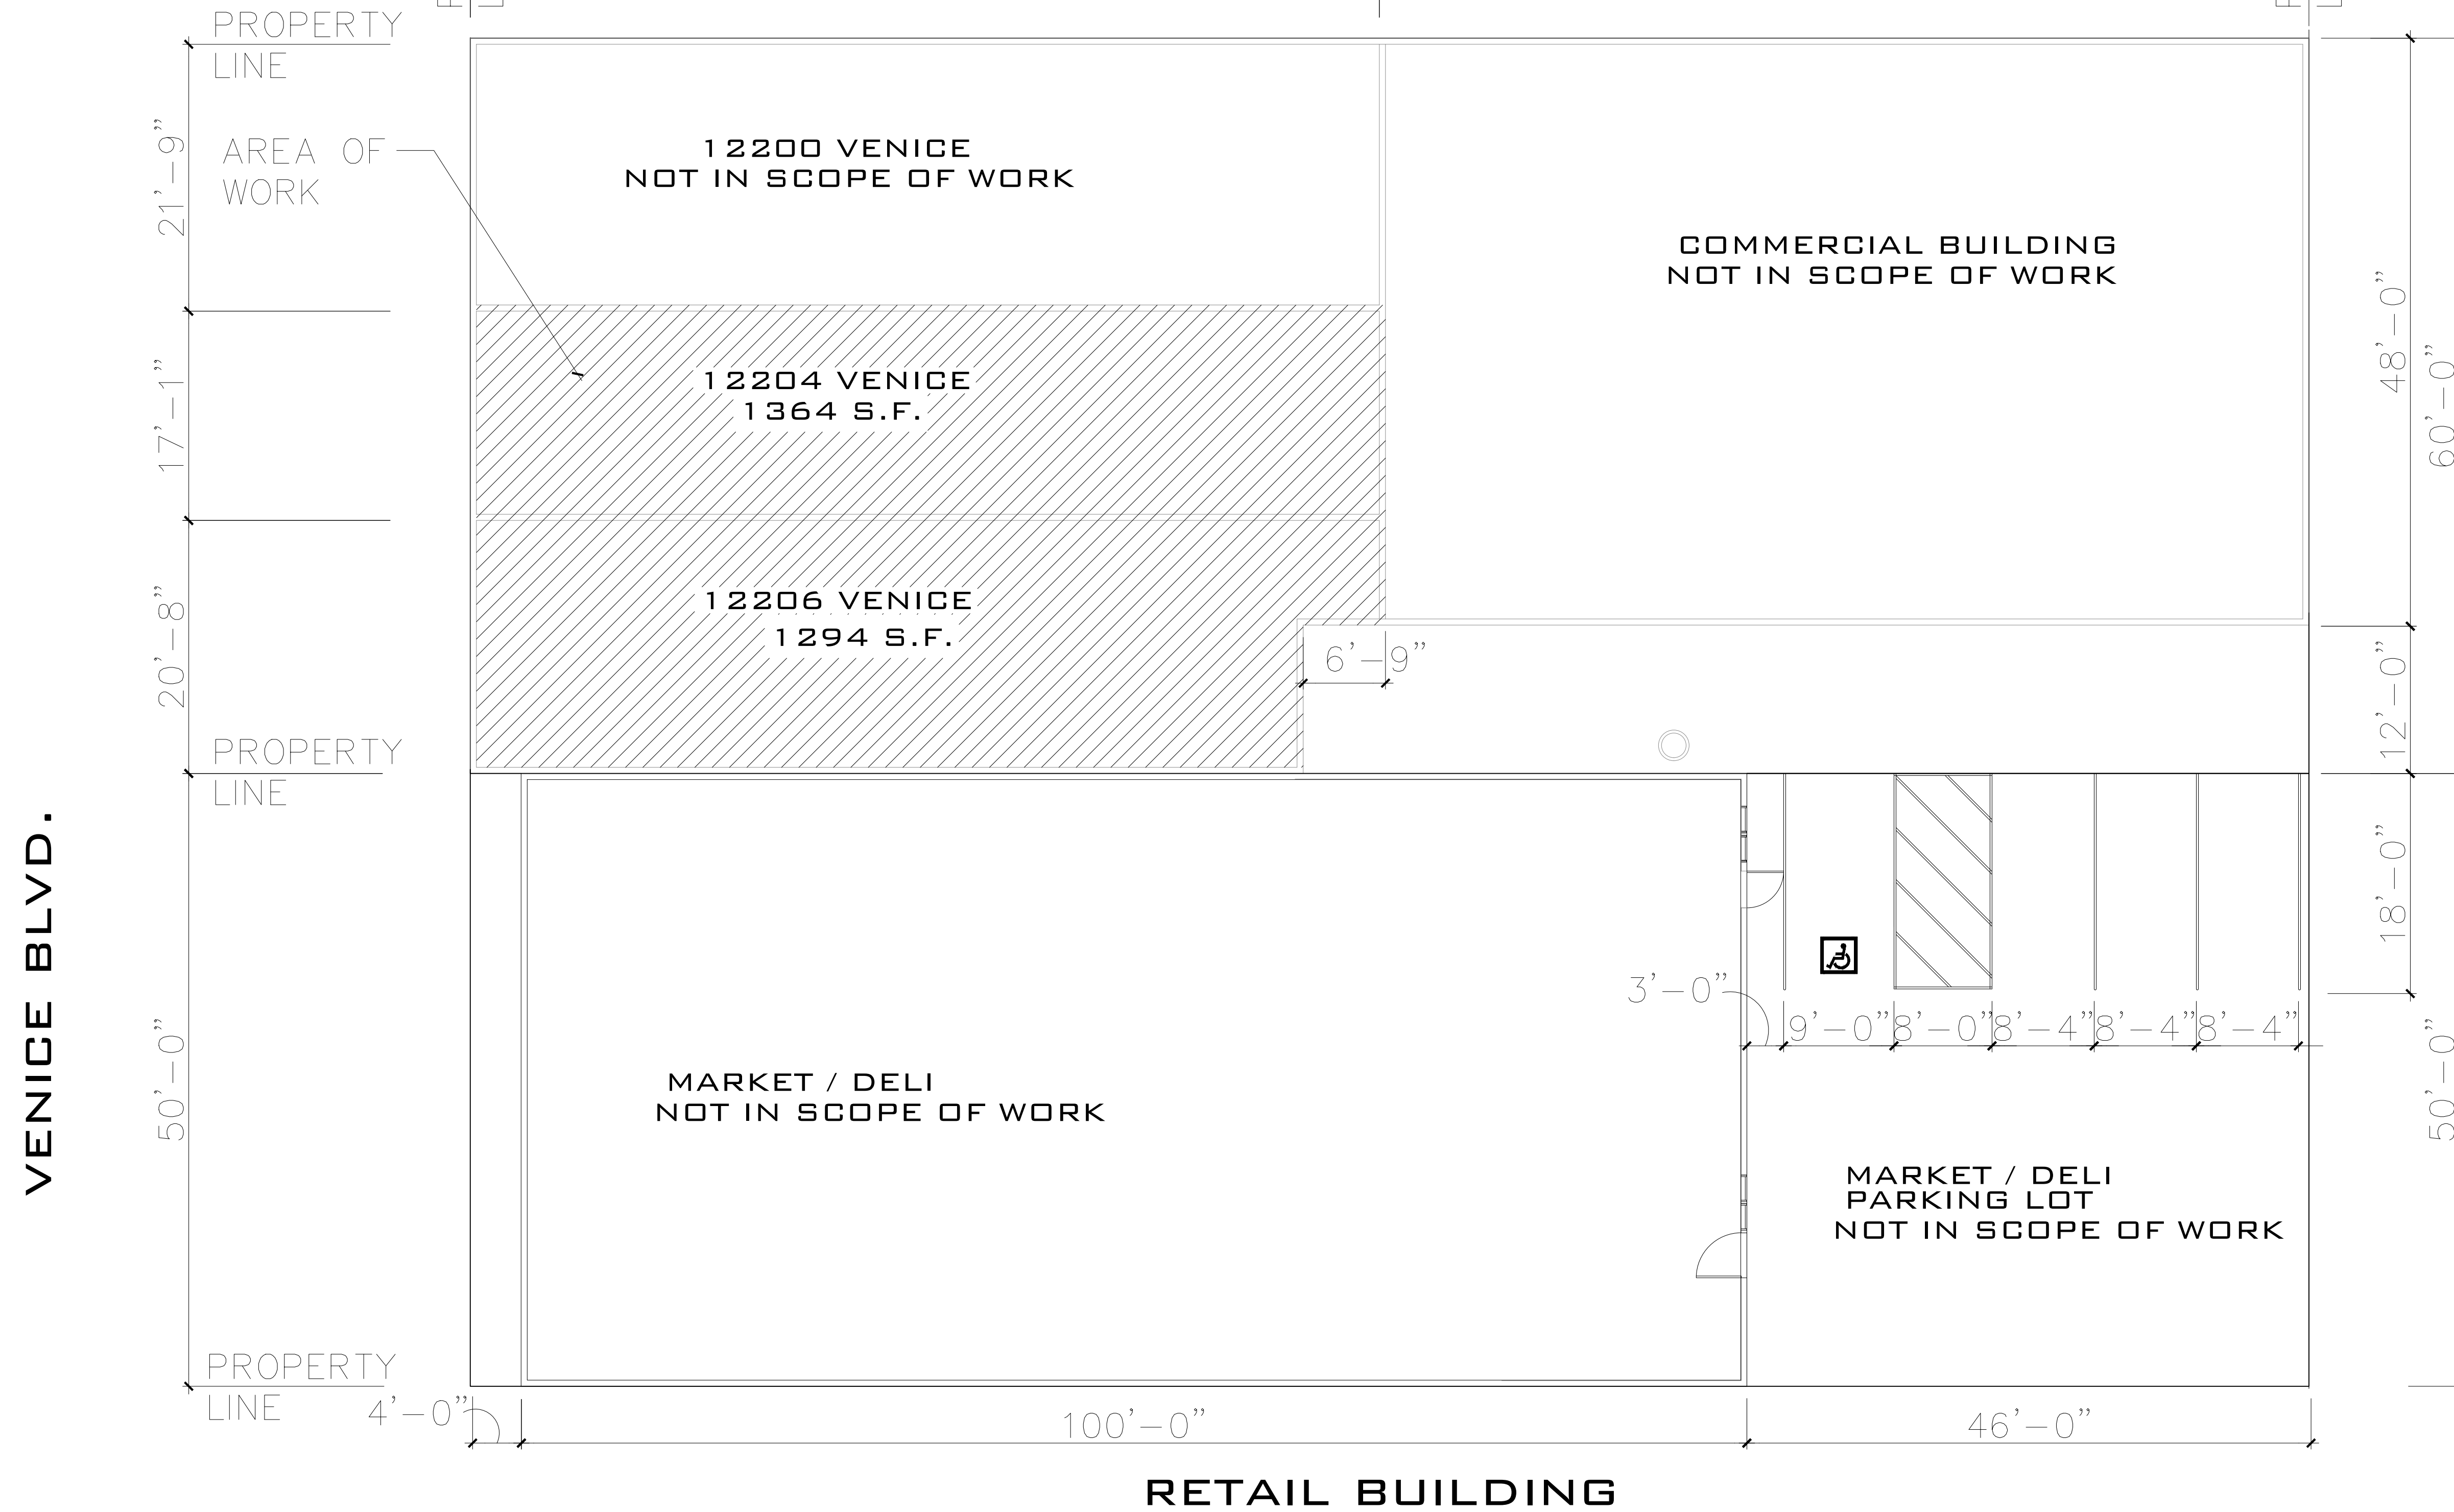 PROPERTY
LINE
21'-9"
AREA OF
WORK
12200 VENICE
NOT IN SCOPE OF WORK
COMMERCIAL BUILDING
NOT IN SCOPE OF WORK
48'-0"
60'-0"
17'-1"
12204 VENICE
1364 S.F.
20'-8"
12206 VENICE
1294 S.F.
6'-9"
12'-0"
PROPERTY
LINE
VENICE BLVD.
18'-0"
3'-0"
9'-0"
8'-0"
8'-4"
8'-4"
8'-4"
50'-0"
50'-0"
MARKET / DELI
NOT IN SCOPE OF WORK
MARKET / DELI
PARKING LOT
NOT IN SCOPE OF WORK
PROPERTY
LINE
4'-0"
100'-0"
46'-0"
RETAIL BUILDING